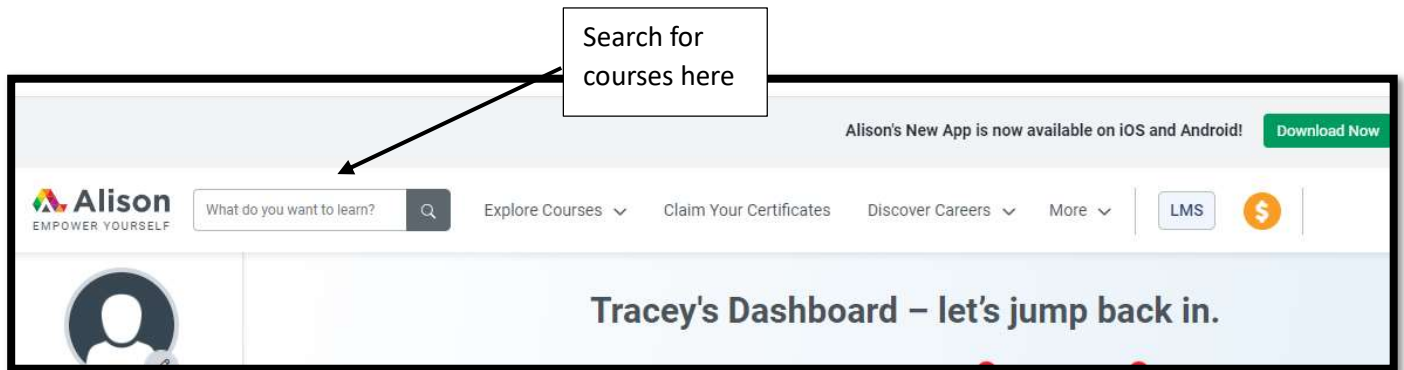 Search for
courses here
Alison's New App is now available on iOS and Android! Download Now
Alison What do you want to learn? Explore Courses Claim Your Certificates Discover Careers More LMS $
EMPOWER YOURSELF
Tracey's Dashboard – let's jump back in.